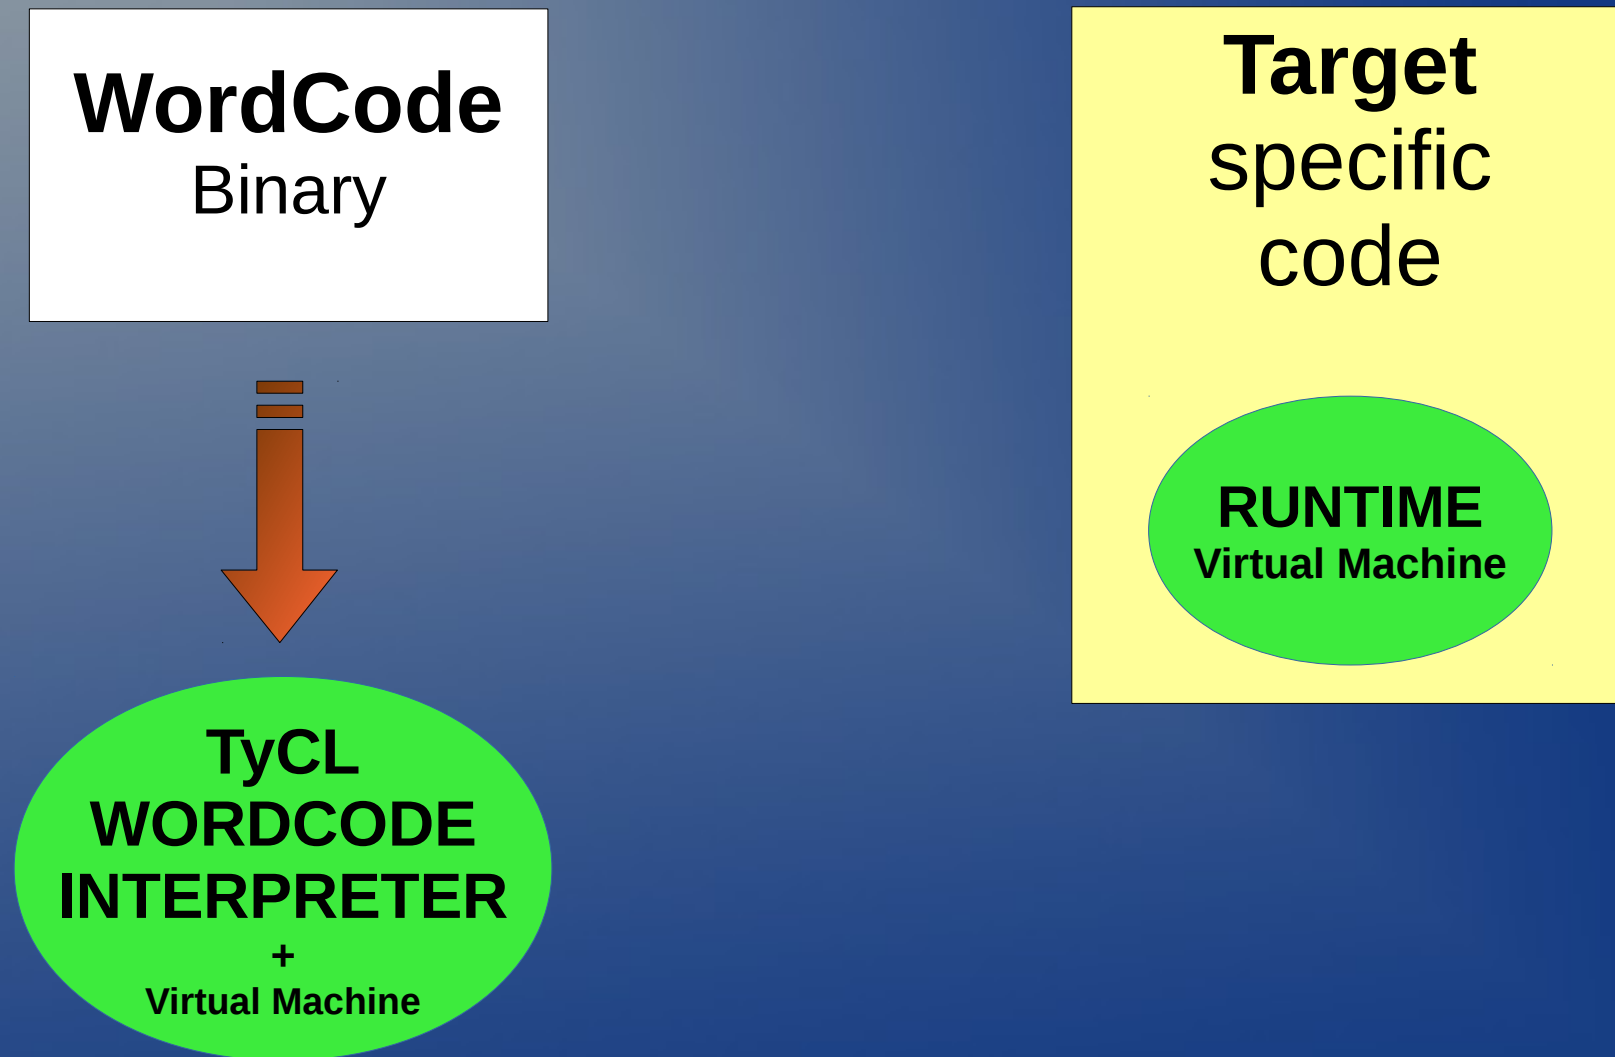 WordCode
Binary
TyCL
WORDCODE
INTERPRETER
+
Virtual Machine
Target
specific
code
RUNTIME
Virtual Machine